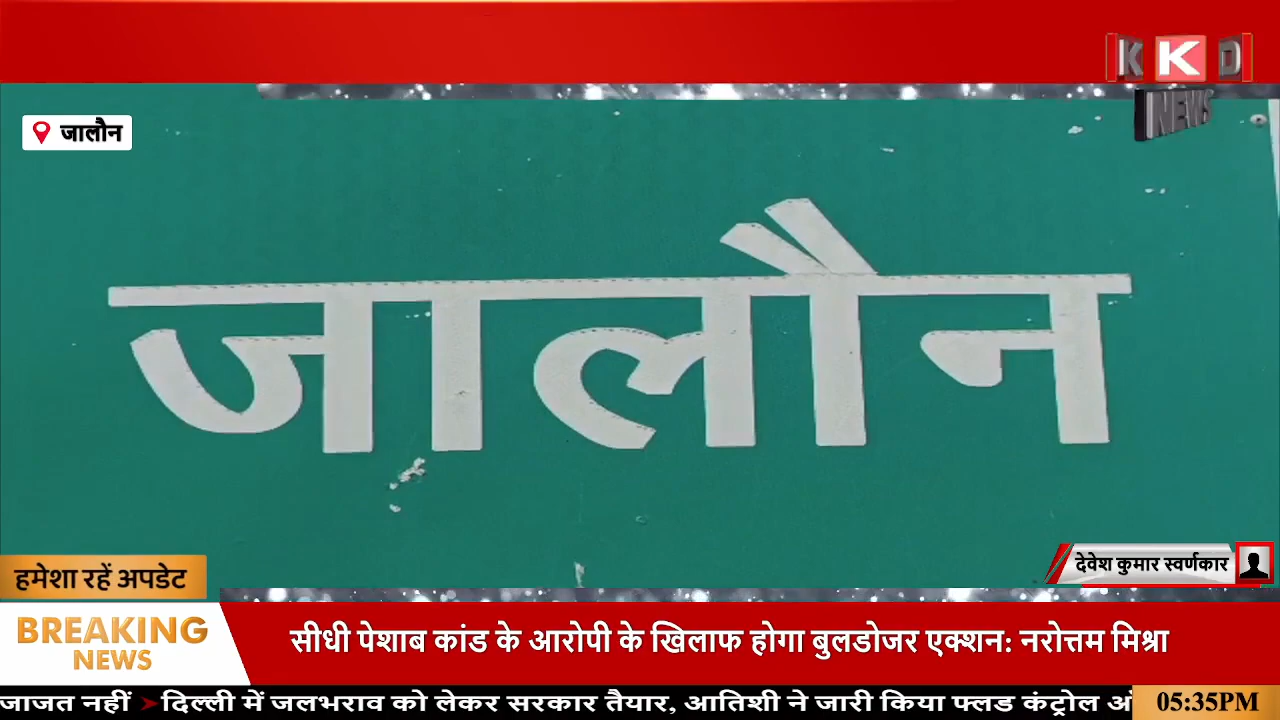 KKD
NEWS
जालौन
जालौन
देवेश कुमार स्वर्णकार
हमेशा रहें अपडेट
BREAKING
NEWS
सीधी पेशाब कांड के आरोपी के खिलाफ होगा बुलडोजर एक्शन: नरोत्तम मिश्रा
जाजत नहीं ➤दिल्ली में जलभराव को लेकर सरकार तैयार, आतिशी ने जारी किया फ्लड कंट्रोल
05:35PM